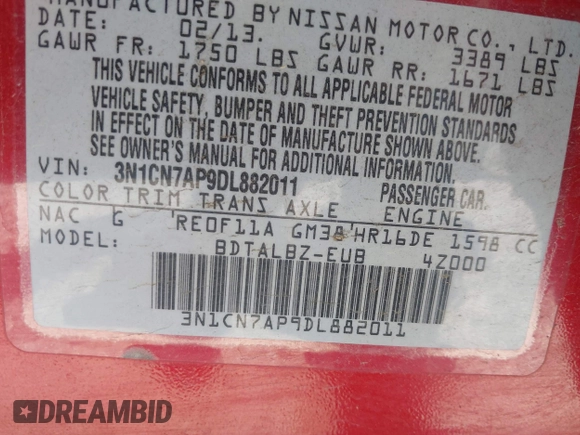 MANUFACTURED BY NISSAN MOTOR CO., LTD.
DATE: 02/13. GVWR: 3389 LBS
GAWR FR: 1750 LBS GAWR RR: 1671 LBS
THIS VEHICLE CONFORMS TO ALL APPLICABLE FEDERAL MOTOR
VEHICLE SAFETY, BUMPER AND THEFT PREVENTION STANDARDS
IN EFFECT ON THE DATE OF MANUFACTURE SHOWN ABOVE.
SEE OWNER'S MANUAL FOR ADDITIONAL INFORMATION.
VIN: 3N1CN7AP9DL882011 PASSENGER CAR.
COLOR TRIM TRANS AXLE ENGINE
NAC G RE0F11A GM38 HR16DE 1598 CC
MODEL: BDTALBZ-EUB 4Z000
3N1CN7AP9DL882011
DREAMBID